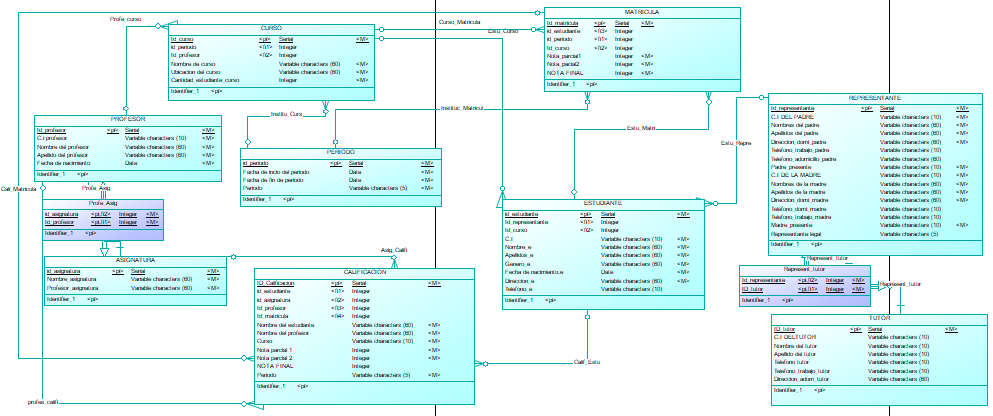 MATRICULA
Id_matricula <pi> Serial <M>
id_estudiante <fi3> Integer
id_periodo <fi1> Integer
Id_curso <fi2> Integer
Nota_parcial1 Integer <M>
Nota_pacial2 Integer <M>
NOTA FINAL Integer <M>
Identifier_1 <pi>
Profe_curso
Curso_Matricula
Estu_Curso
CURSO
Id_curso <pi> Serial <M>
id_periodo <fi1> Integer
Id_profesor <fi2> Integer
Nombre de curso Variable characters (60) <M>
Ubicacion del curso Variable characters (60) <M>
Cantidad_estudiante_curso Integer <M>
Identifier_1 <pi>
Institu_Curs
Instituc_Matricul
Estu_Matri
Estu_Repre
PROFESOR
Id_profesor <pi> Serial <M>
C.I profesor Variable characters (10) <M>
Nombre del profesor Variable characters (60) <M>
Apellido del profesor Variable characters (60) <M>
Fecha de nacimiento Date <M>
Identifier_1 <pi>
REPRESENTANTE
Id_representante <pi> Serial <M>
C.I DEL PADRE Variable characters (10) <M>
Nombres del padre Variable characters (60) <M>
Apellidos del padre Variable characters (60) <M>
Direccion_domi_padre Variable characters (60) <M>
Telefono_trabajo_padre Variable characters (10)
Telefono_adomicilio_padre Variable characters (10)
Padre_presente Variable characters (10) <M>
C.I DE LA MADRE Variable characters (10) <M>
Nombres de la madre Variable characters (60) <M>
Apellidos de la madre Variable characters (60) <M>
Direccion_domi_madre Variable characters (60) <M>
Telefono_domi_madre Variable characters (10)
Telefono_trabajo_madre Variable characters (10)
Madre_presente Variable characters (10) <M>
Representante legal Variable characters (5)
Identifier_1 <pi>
PERIODO
id_periodo <pi> Serial <M>
Fecha de incio del periodo Date <M>
Fecha de fin de periodo Date <M>
Periodo Variable characters (5) <M>
Identifier_1 <pi>
Cali_Matricula
Profe_Asig
Profe_Asig
id_asignatura <pi,fi2> Integer <M>
Id_profesor <pi,fi1> Integer <M>
Identifier_1 <pi>
ESTUDIANTE
id_estudiante <pi> Serial <M>
Id_representante <fi1> Integer
Id_curso <fi2> Integer
C.I Variable characters (10) <M>
Nombre_e Variable characters (60) <M>
Apellidos_e Variable characters (60) <M>
Genero_e Variable characters (60) <M>
Fecha de nacimiento_e Date <M>
Direccion_e Variable characters (60) <M>
Telefono_e Variable characters (10)
Identifier_1 <pi>
ASIGNATURA
id_asignatura <pi> Serial <M>
Nombre_asignatura Variable characters (60) <M>
Profesor_asignatura Variable characters (60) <M>
Identifier_1 <pi>
Asig_Califi
CALIFICACION
ID_Calificacion <pi> Serial <M>
id_estudiante <fi1> Integer
id_asignatura <fi2> Integer
Id_profesor <fi3> Integer
Id_matricula <fi4> Integer
Nombre del estudiante Variable characters (60) <M>
Nombre del profesor Variable characters (60) <M>
Curso Variable characters (10) <M>
Nota parcial 1 Integer <M>
Nota parcial 2 Integer <M>
NOTA FINAL Integer <M>
Periodo Variable characters (5) <M>
Identifier_1 <pi>
Calif_Estu
profes_califi
Represent_tutor
Represent_tutor
Id_representante <pi,fi2> Integer <M>
ID_tutor <pi,fi1> Integer <M>
Identifier_1 <pi>
Represent_tutor
TUTOR
ID_tutor <pi> Serial <M>
C.I DELTUTOR Variable characters (10)
Nombre del tutor Variable characters (60)
Apellido del tutor Variable characters (60)
Telefono tutor Variable characters (10)
Telefono_trabajo_tutor Variable characters (10)
Direccion_adom_tutor Variable characters (60)
Identifier_1 <pi>